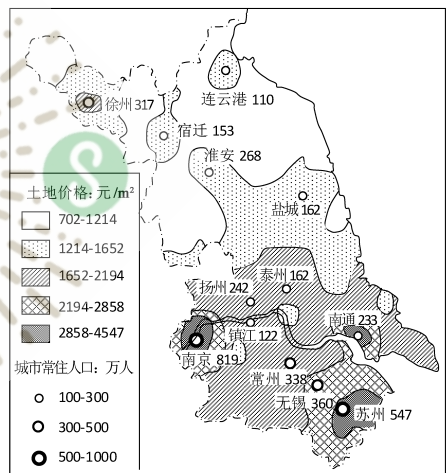 连云港 110
徐州 317
宿迁 153
淮安 268
盐城 162
泰州 162
扬州 242
南通 233
镇江 122
南京 819
常州 338
无锡 360
苏州 547
土地价格:元/m²
702-1214
1214-1652
1652-2194
2194-2858
2858-4547
城市常住人口:万人
100-300
300-500
500-1000